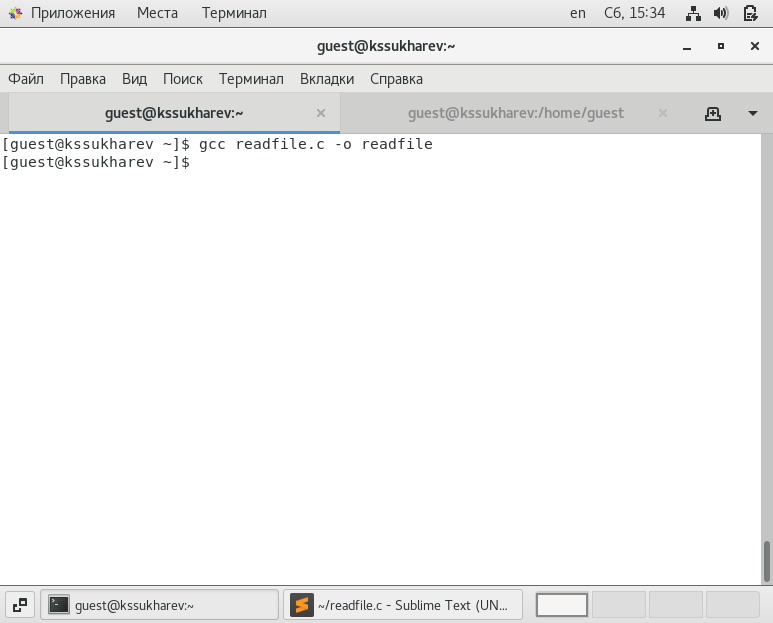 Приложения Места Терминал en Сб, 15:34
guest@kssukharev:~
Файл Правка Вид Поиск Терминал Вкладки Справка
guest@kssukharev:~ guest@kssukharev:/home/guest
[guest@kssukharev ~]$ gcc readfile.c -o readfile
[guest@kssukharev ~]$
guest@kssukharev:~ ~/readfile.c - Sublime Text (UN...